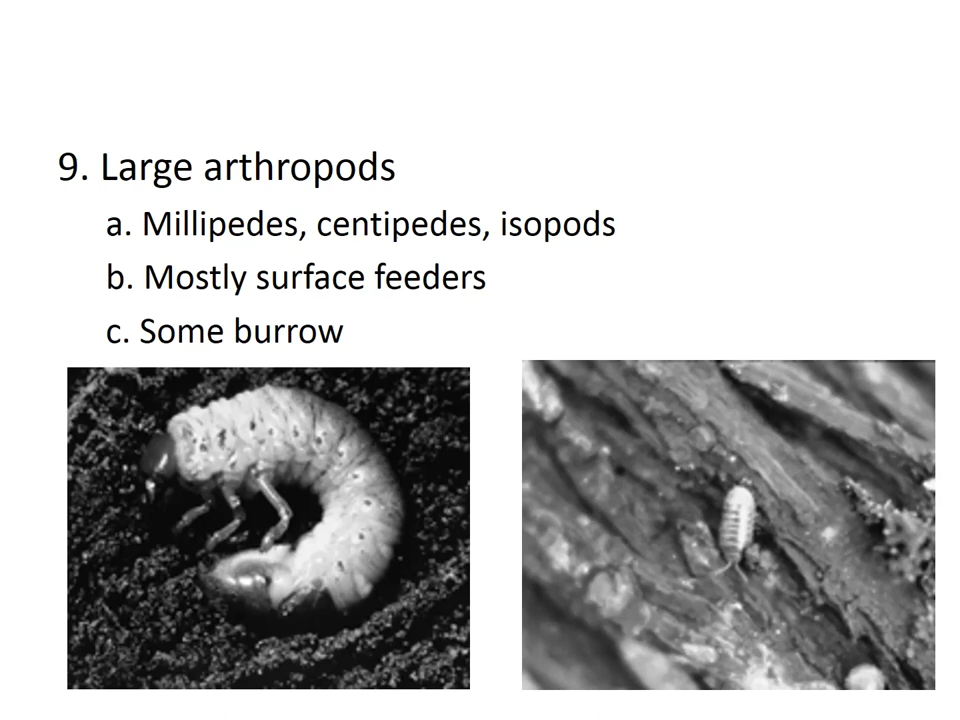 9. Large arthropods
a. Millipedes, centipedes, isopods
b. Mostly surface feeders
c. Some burrow